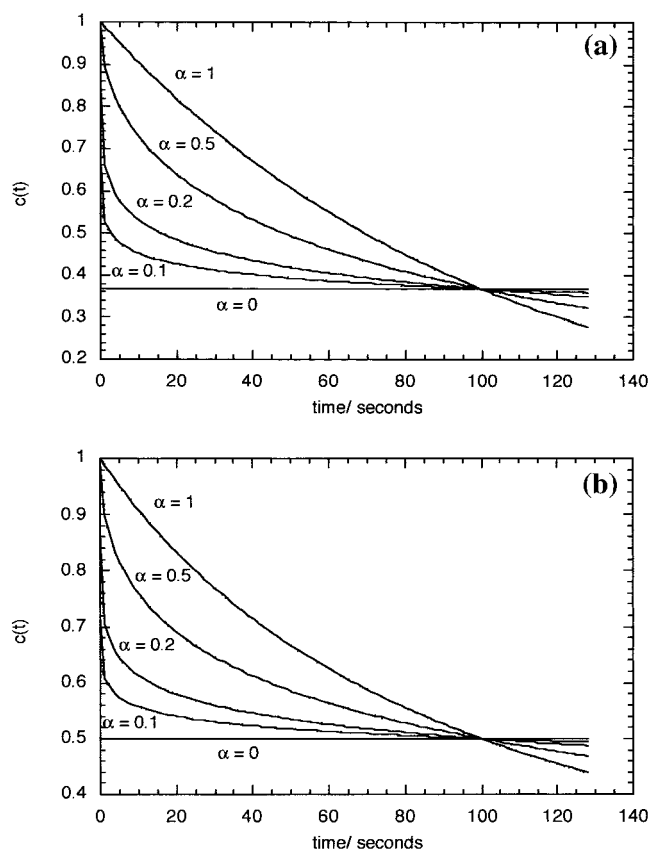 (a)
1
0.9
0.8
0.7
0.6
0.5
0.4
0.3
0.2
c(t)
α = 1
α = 0.5
α = 0.2
α = 0.1
α = 0
0 20 40 60 80 100 120 140
time/ seconds
(b)
1
0.9
0.8
0.7
0.6
0.5
0.4
c(t)
α = 1
α = 0.5
α = 0.2
α = 0.1
α = 0
0 20 40 60 80 100 120 140
time/ seconds